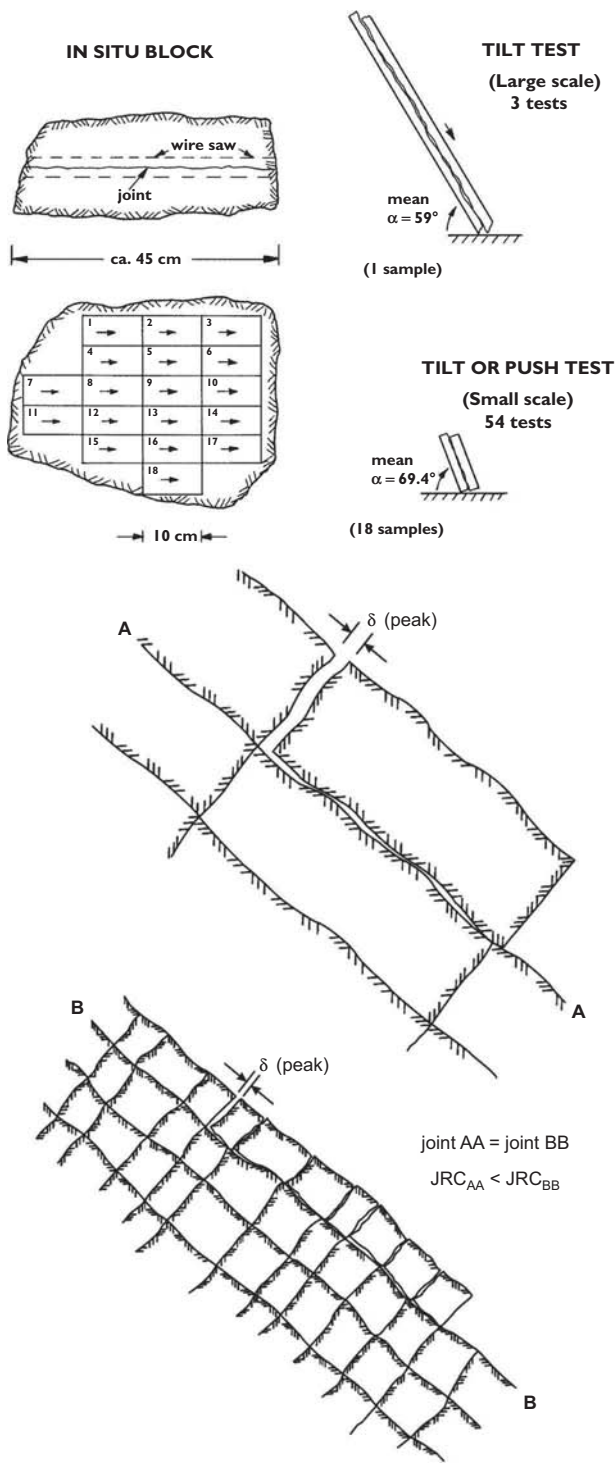 IN SITU BLOCK
wire saw
joint
ca. 45 cm
TILT TEST
(Large scale)
3 tests
mean
α = 59°
(1 sample)
1 2 3
4 5 6
7 8 9 10
11 12 13 14
15 16 17
18
10 cm
TILT OR PUSH TEST
(Small scale)
54 tests
mean
α = 69.4°
(18 samples)
A
δ (peak)
A
B
δ (peak)
joint AA = joint BB
JRC_AA < JRC_BB
B